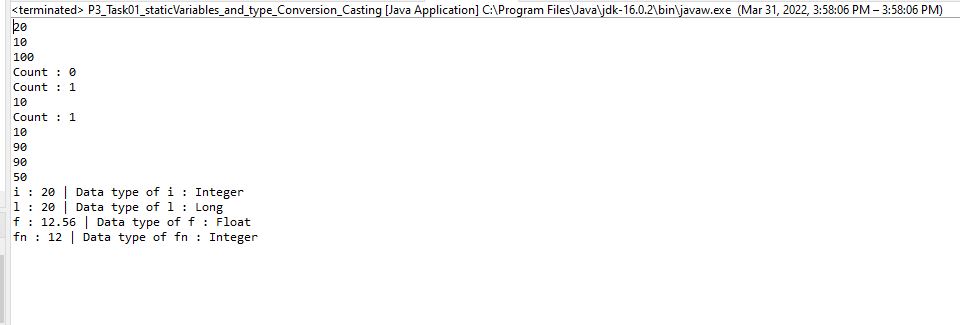 <terminated> P3_Task01_staticVariables_and_type_Conversion_Casting [Java Application] C:\Program Files\Java\jdk-16.0.2\bin\javaw.exe (Mar 31, 2022, 3:58:06 PM – 3:58:06 PM)
20
10
100
Count : 0
Count : 1
10
Count : 1
10
90
90
50
i : 20 | Data type of i : Integer
l : 20 | Data type of l : Long
f : 12.56 | Data type of f : Float
fn : 12 | Data type of fn : Integer